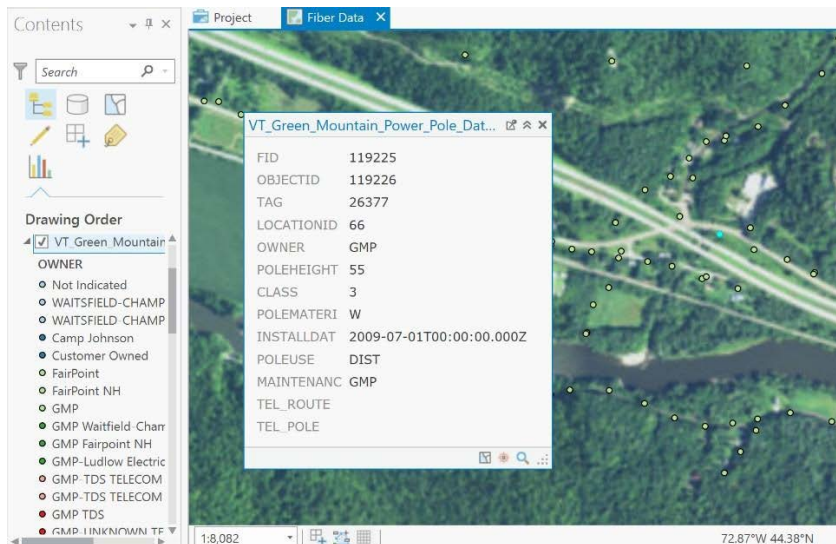 Contents
Project
Fiber Data
Search
Drawing Order
VT_Green_Mountain
OWNER
Not Indicated
WAITSFIELD-CHAMP
WAITSFIELD-CHAMP
Camp Johnson
Customer Owned
FairPoint
FairPoint NH
GMP
GMP Waitfield-Cham
GMP Fairpoint NH
GMP-Ludlow Electric
GMP-TDS TELECOM
GMP-TDS TELECOM
GMP TDS
GMP-UNKNOWN TE
VT_Green_Mountain_Power_Pole_Dat...
FID 119225
OBJECTID 119226
TAG 26377
LOCATIONID 66
OWNER GMP
POLEHEIGHT 55
CLASS 3
POLEMATERI W
INSTALLDAT 2009-07-01T00:00:00.000Z
POLEUSE DIST
MAINTENANC GMP
TEL_ROUTE
TEL_POLE
1:8,082
72.87°W 44.38°N